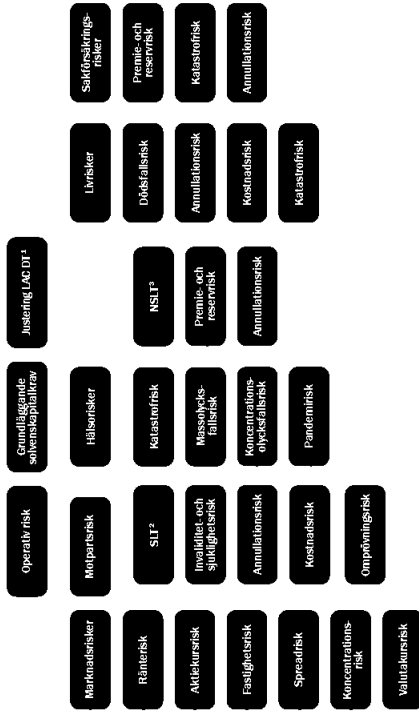 Operativ risk
Grundläggande
solvenskapitalkrav
Justering LAC DT¹
Marknadsrisker
Motpartsrisk
Hälsorisker
Livrisker
Sakförsäkrings-
risker
Ränterisk
SLT²
Katastrofrisk
NSLT³
Dödsfallsrisk
Premie- och
reservrisk
Aktiekursrisk
Invaliditet- och
sjuklighetsrisk
Massolycks-
fallsrisk
Premie- och
reservrisk
Annullationsrisk
Katastrofrisk
Fastighetsrisk
Annullationsrisk
Koncentrations-
olycksfallsrisk
Annullationsrisk
Kostnadsrisk
Annullationsrisk
Spreadrisk
Kostnadsrisk
Pandemirisk
Katastrofrisk
Koncentrations-
risk
Omprövningsrisk
Valutakursrisk